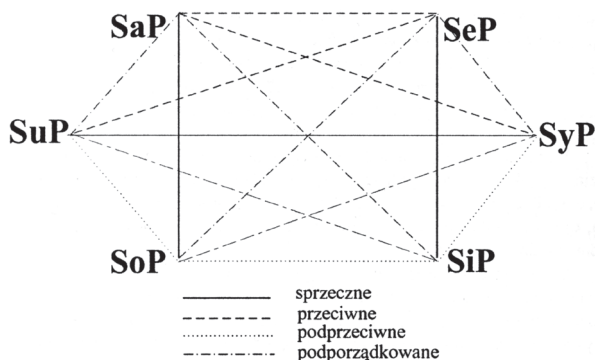 SaP
SeP
SuP
SyP
SoP
SiP
sprzeczne
przeciwne
podprzeciwne
podporządkowane